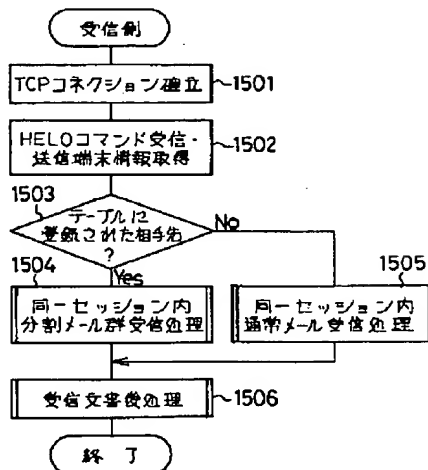 受信側
TCPコネクション確立
1501
HELOコマンド受信・
送信端末情報取得
1502
1503
テーブルに
登録された相手先
?
No
Yes
1504
同一セッション内
分割メール群受信処理
1505
同一セッション内
通常メール受信処理
受信文書後処理
1506
終了